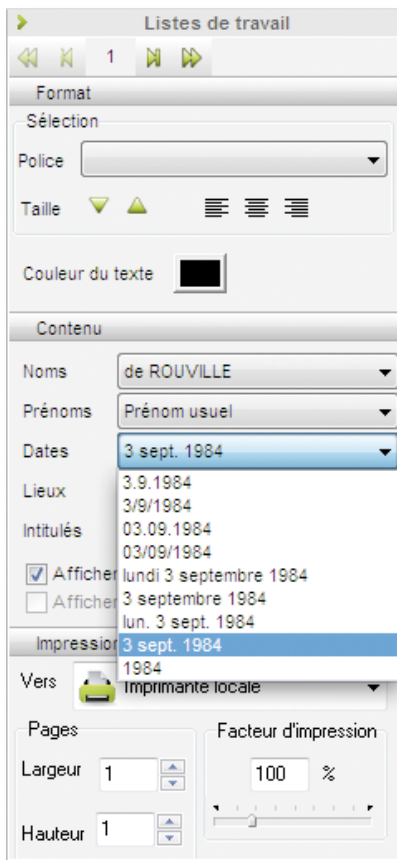 Listes de travail
1
Format
Sélection
Police
Taille
Couleur du texte
Contenu
Noms de ROUVILLE
Prénoms Prénom usuel
Dates 3 sept. 1984
Lieux 3.9.1984
3/9/1984
Intitulés 03.09.1984
03/09/1984
Afficher lundi 3 septembre 1984
Afficher 3 septembre 1984
lun. 3 sept. 1984
Impression 3 sept. 1984
1984
Vers Imprimante locale
Pages Facteur d'impression
Largeur 1 100 %
Hauteur 1